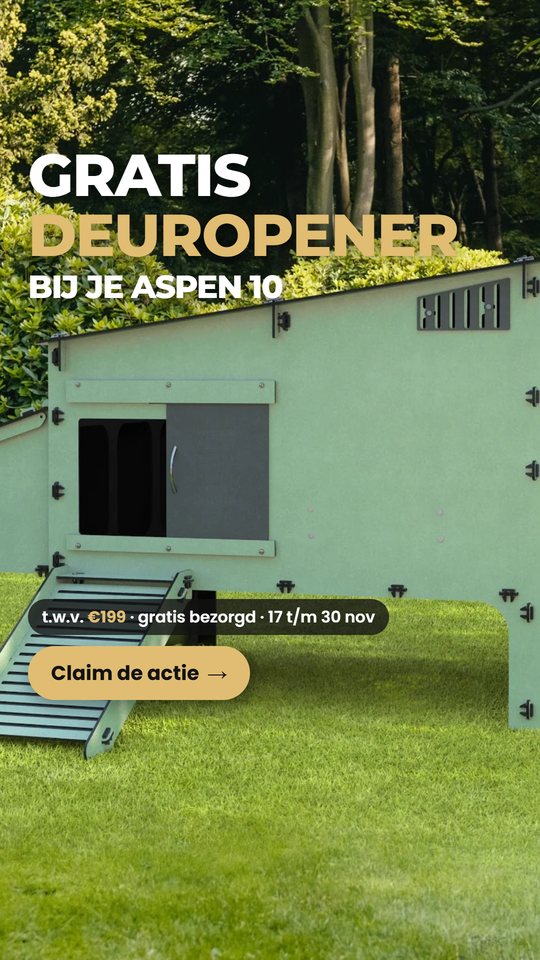 GRATIS
DEUROPENER
BIJ JE ASPEN 10
t.w.v. €199 · gratis bezorgd · 17 t/m 30 nov
Claim de actie →